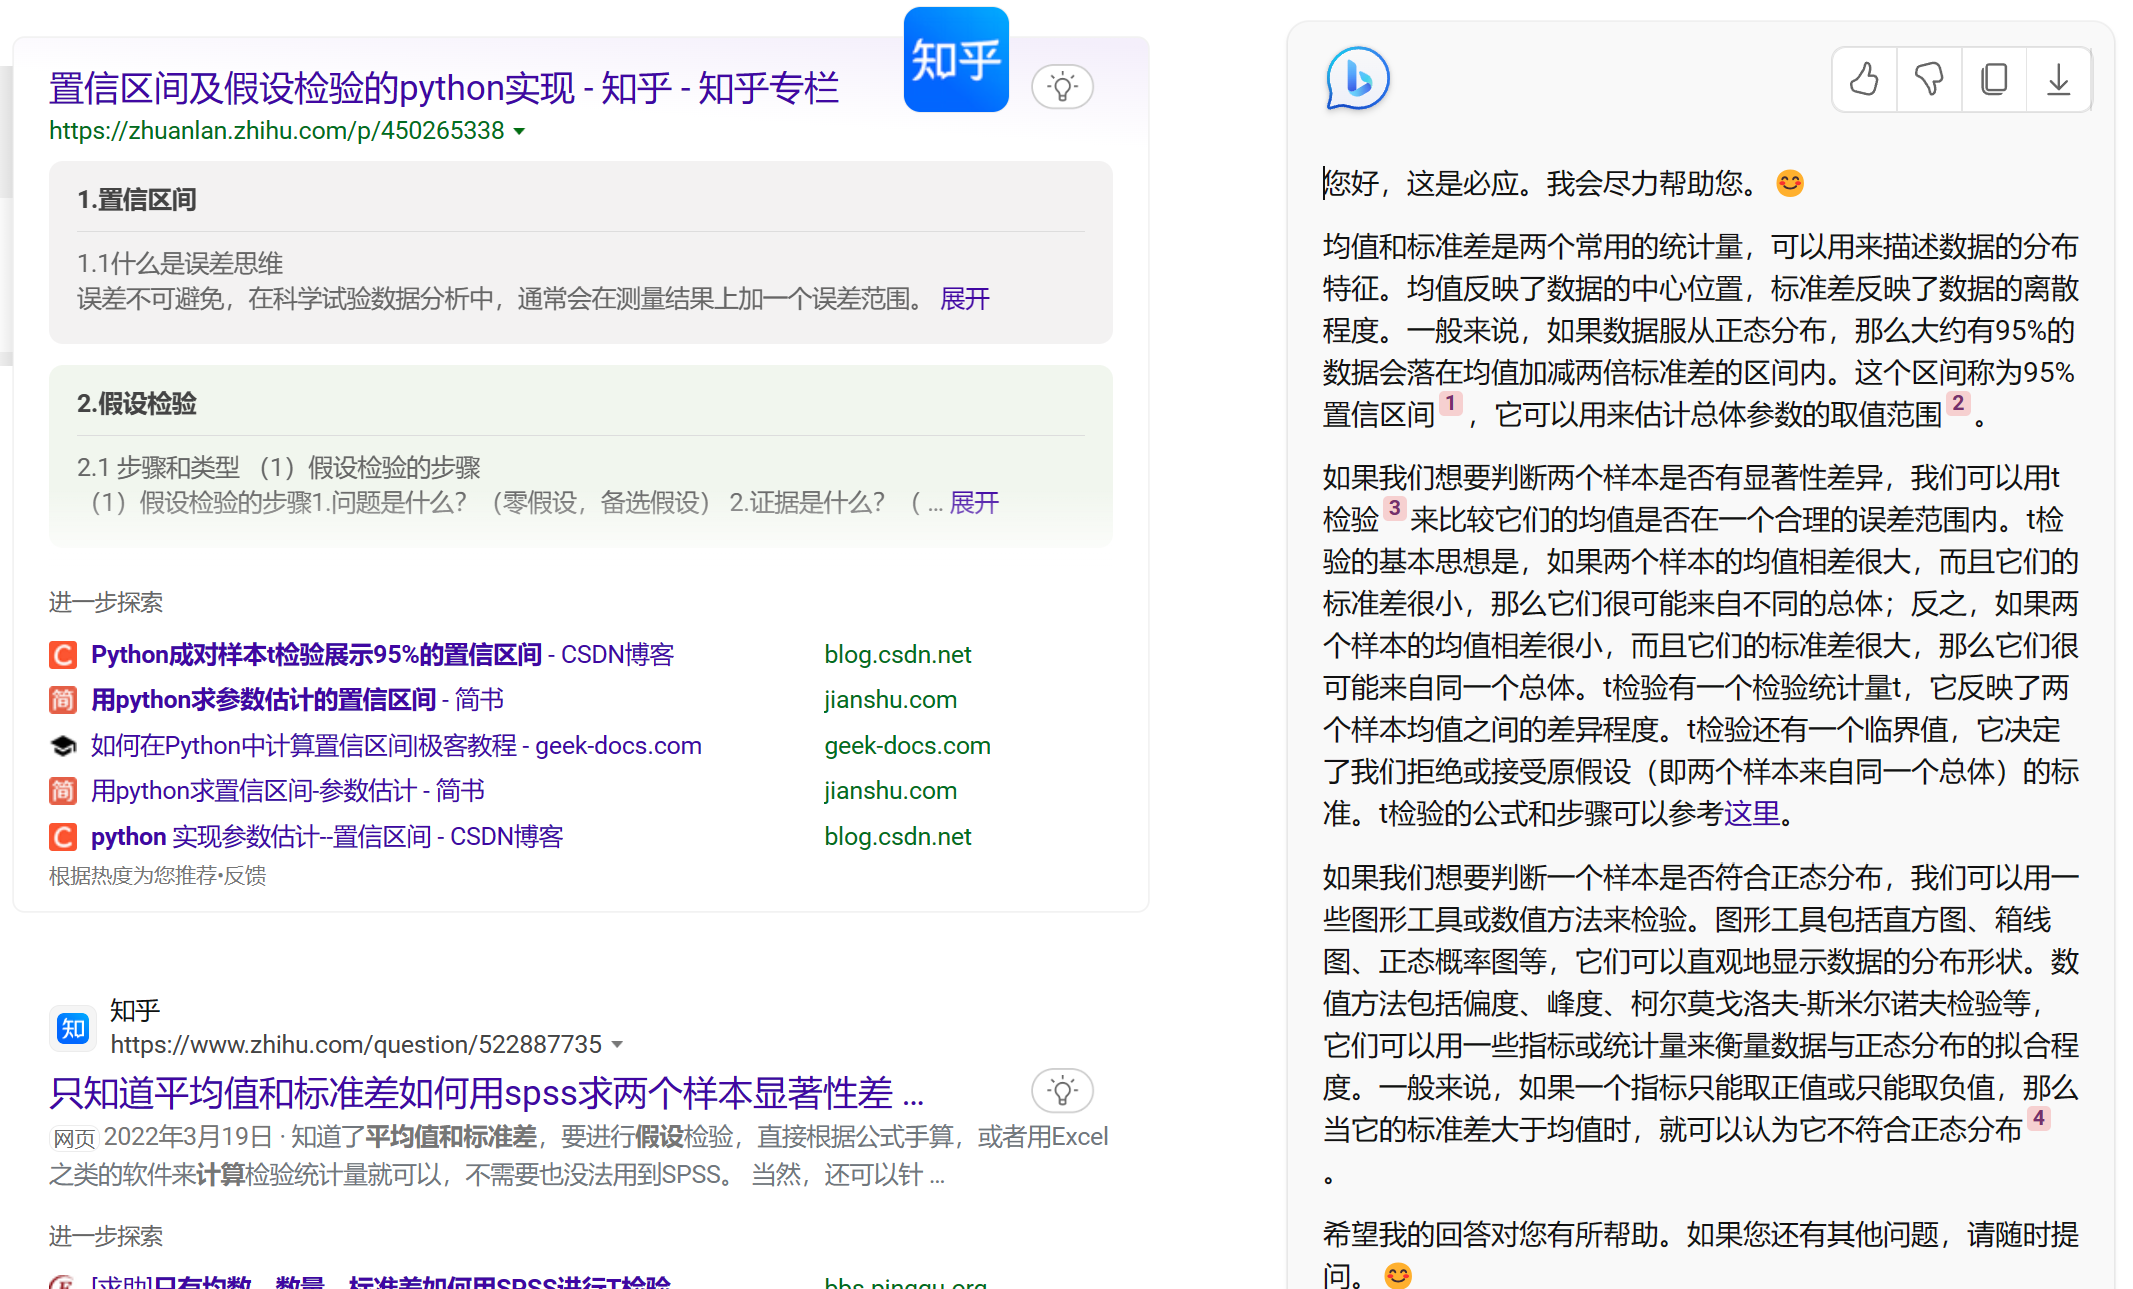 知乎
置信区间及假设检验的python实现 - 知乎 - 知乎专栏
https://zhuanlan.zhihu.com/p/450265338
1.置信区间
1.1什么是误差思维
误差不可避免，在科学试验数据分析中，通常会在测量结果上加一个误差范围。 展开
2.假设检验
2.1 步骤和类型 （1）假设检验的步骤
（1）假设检验的步骤1.问题是什么？（零假设，备选假设） 2.证据是什么？（ ... 展开
进一步探索
Python成对样本t检验展示95%的置信区间 - CSDN博客 blog.csdn.net
简 用python求参数估计的置信区间 - 简书 jianshu.com
如何在Python中计算置信区间|极客教程 - geek-docs.com geek-docs.com
简 用python求置信区间-参数估计 - 简书 jianshu.com
python 实现参数估计--置信区间 - CSDN博客 blog.csdn.net
根据热度为您推荐•反馈
知 知乎
https://www.zhihu.com/question/522887735
只知道平均值和标准差如何用spss求两个样本显著性差 ...
网页 2022年3月19日 · 知道了平均值和标准差，要进行假设检验，直接根据公式手算，或者用Excel
之类的软件来计算检验统计量就可以，不需要也没法用到SPSS。 当然，还可以针 ...
进一步探索
[求助]只有均数、数量、标准差如何用SPSS进行T检验 bbs.pinggu.org
您好，这是必应。我会尽力帮助您。😊
均值和标准差是两个常用的统计量，可以用来描述数据的分布
特征。均值反映了数据的中心位置，标准差反映了数据的离散
程度。一般来说，如果数据服从正态分布，那么大约有95%的
数据会落在均值加减两倍标准差的区间内。这个区间称为95%
置信区间 1 ，它可以用来估计总体参数的取值范围 2 。
如果我们想要判断两个样本是否有显著性差异，我们可以用t
检验 3 来比较它们的均值是否在一个合理的误差范围内。t检
验的基本思想是，如果两个样本的均值相差很大，而且它们的
标准差很小，那么它们很可能来自不同的总体；反之，如果两
个样本的均值相差很小，而且它们的标准差很大，那么它们很
可能来自同一个总体。t检验有一个检验统计量t，它反映了两
个样本均值之间的差异程度。t检验还有一个临界值，它决定
了我们拒绝或接受原假设（即两个样本来自同一个总体）的标
准。t检验的公式和步骤可以参考这里。
如果我们想要判断一个样本是否符合正态分布，我们可以用一
些图形工具或数值方法来检验。图形工具包括直方图、箱线
图、正态概率图等，它们可以直观地显示数据的分布形状。数
值方法包括偏度、峰度、柯尔莫戈洛夫-斯米尔诺夫检验等，
它们可以用一些指标或统计量来衡量数据与正态分布的拟合程
度。一般来说，如果一个指标只能取正值或只能取负值，那么
当它的标准差大于均值时，就可以认为它不符合正态分布 4
。
希望我的回答对您有所帮助。如果您还有其他问题，请随时提
问。😊